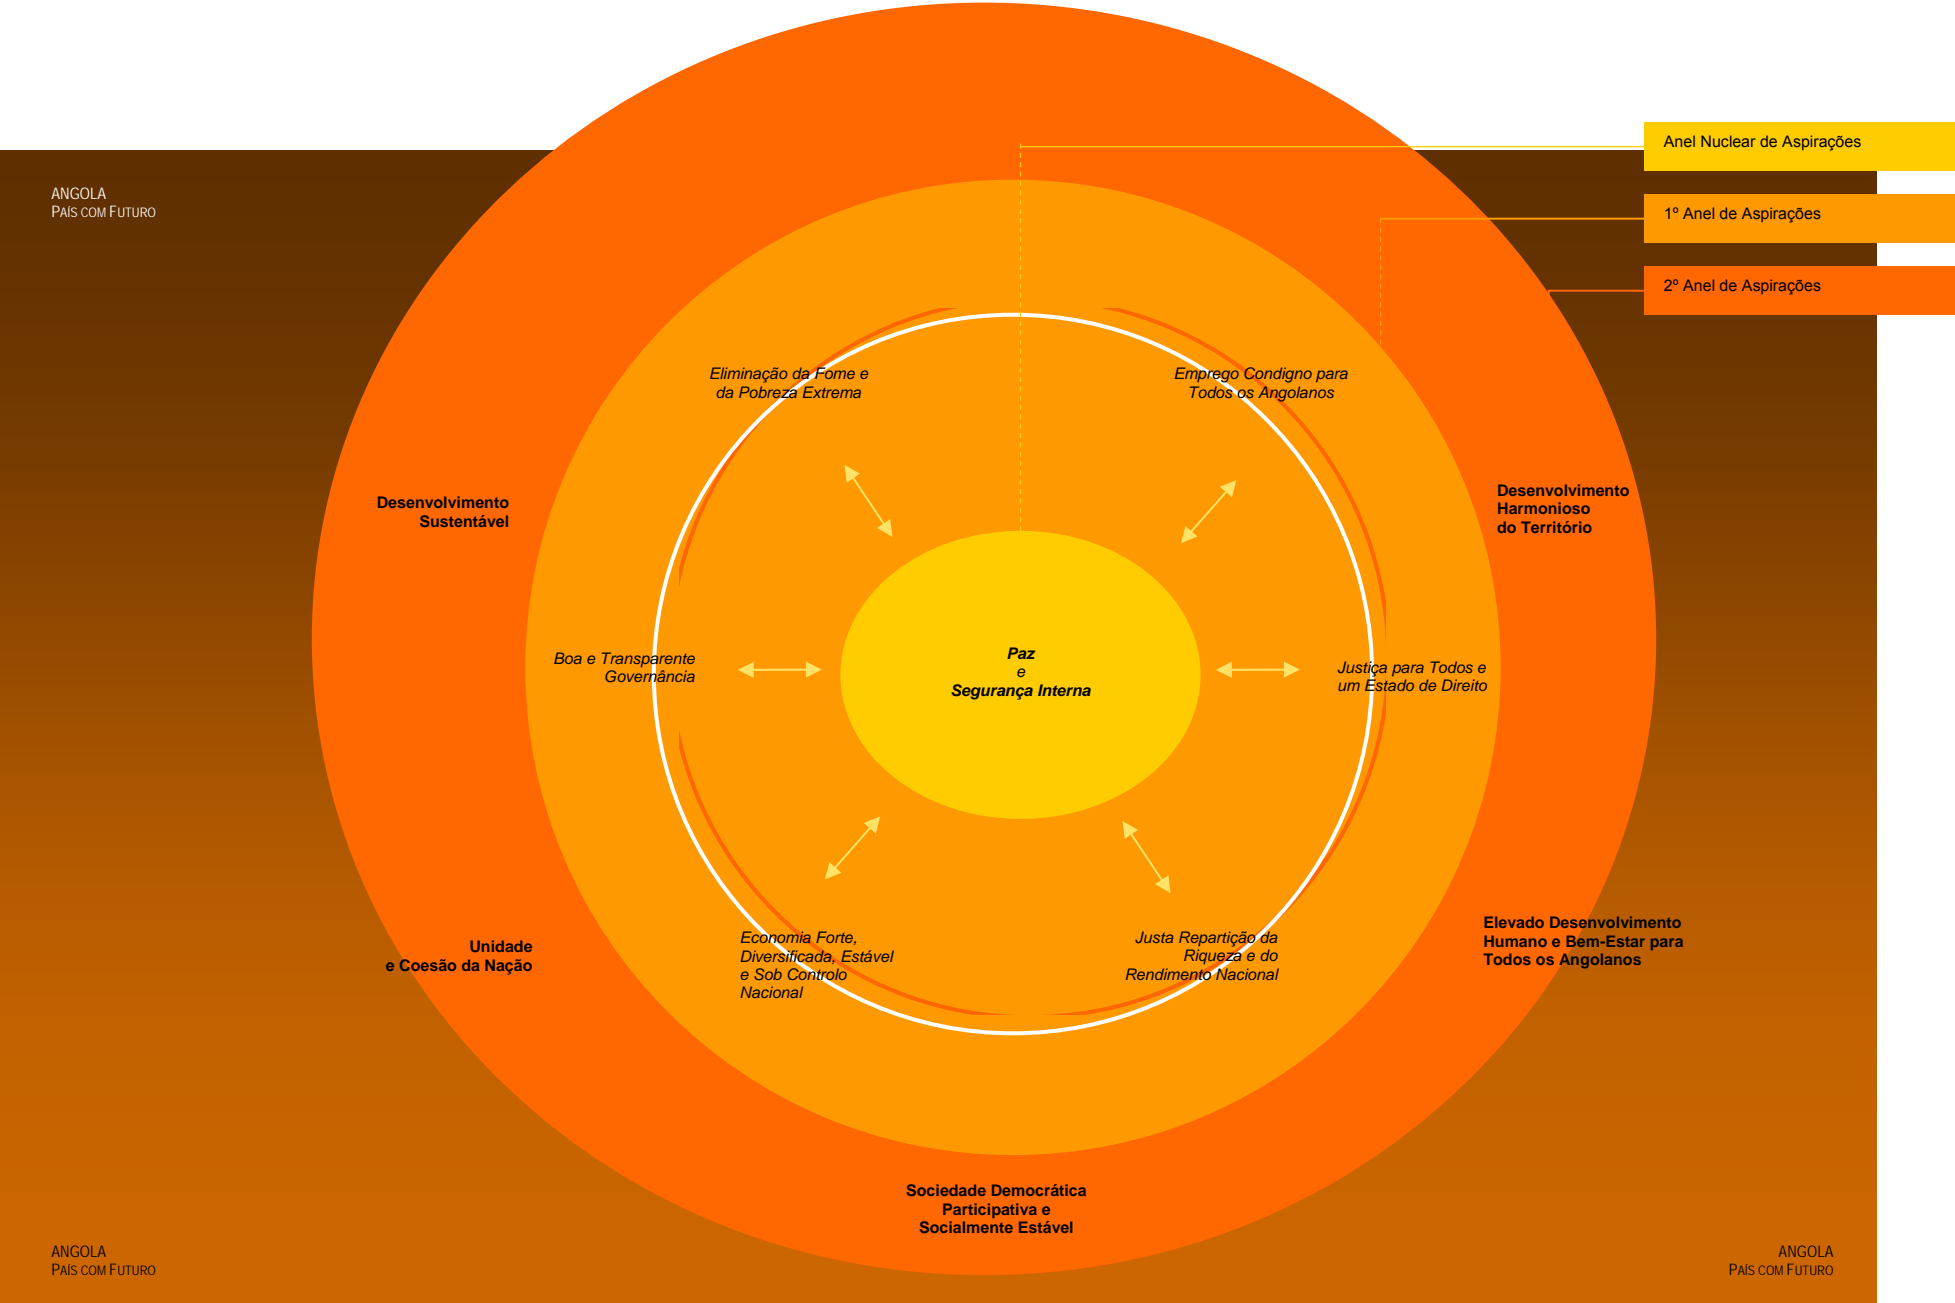 Anel Nuclear de Aspirações
ANGOLA
PAÍS COM FUTURO
1º Anel de Aspirações
2º Anel de Aspirações
Eliminação da Fome e
da Pobreza Extrema
Emprego Condigno para
Todos os Angolanos
Desenvolvimento
Sustentável
Desenvolvimento
Harmonioso
do Território
Boa e Transparente
Governância
Paz
e
Segurança Interna
Justiça para Todos e
um Estado de Direito
Unidade
e Coesão da Nação
Economia Forte,
Diversificada, Estável
e Sob Controlo
Nacional
Justa Repartição da
Riqueza e do
Rendimento Nacional
Elevado Desenvolvimento
Humano e Bem-Estar para
Todos os Angolanos
Sociedade Democrática
Participativa e
Socialmente Estável
ANGOLA
PAÍS COM FUTURO
ANGOLA
PAÍS COM FUTURO